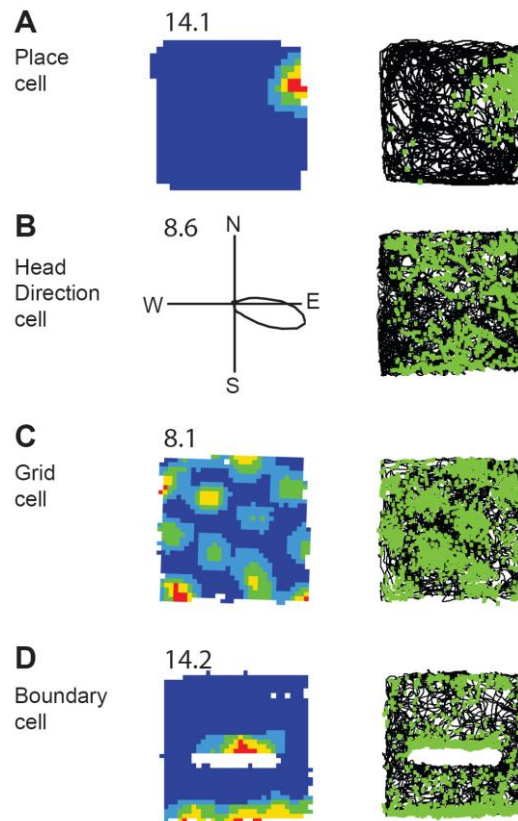 A
14.1
Place
cell
B
8.6
N
Head
Direction
cell
W
E
S
C
8.1
Grid
cell
D
14.2
Boundary
cell